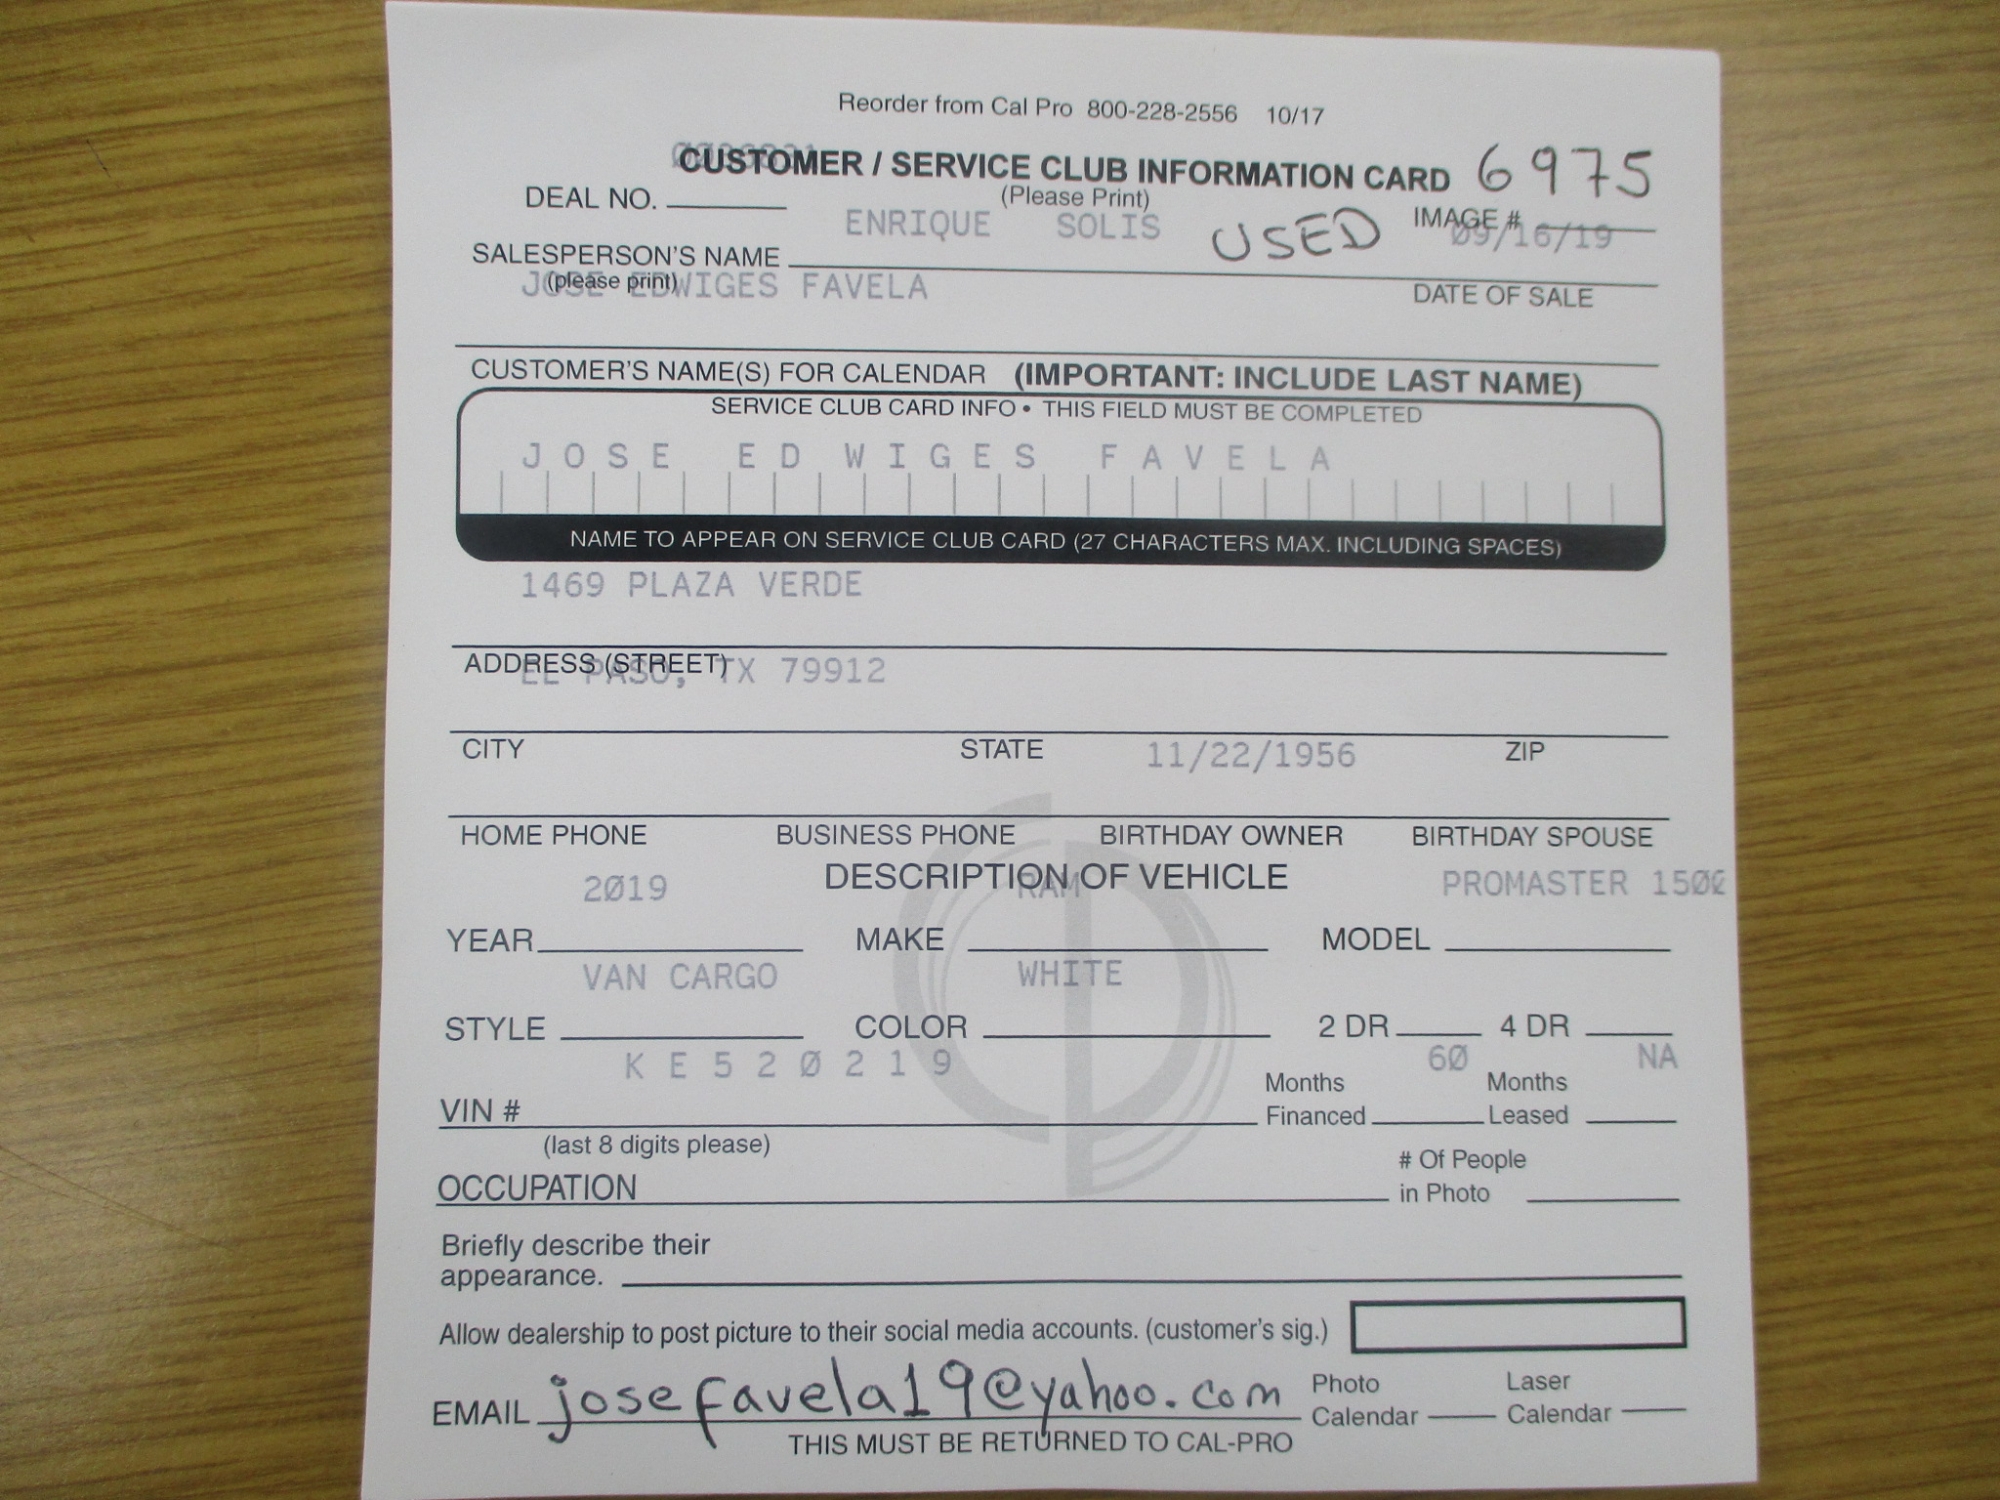 Reorder from Cal Pro 800-228-2556 10/17
CUSTOMER / SERVICE CLUB INFORMATION CARD 6975
DEAL NO. (Please Print)
ENRIQUE SOLIS USED IMAGE # 09/16/19
SALESPERSON'S NAME
(please print) DATE OF SALE
JOSE EDWIGES FAVELA
CUSTOMER'S NAME(S) FOR CALENDAR (IMPORTANT: INCLUDE LAST NAME)
SERVICE CLUB CARD INFO • THIS FIELD MUST BE COMPLETED
JOSE EDWIGES FAVELA
NAME TO APPEAR ON SERVICE CLUB CARD (27 CHARACTERS MAX. INCLUDING SPACES)
1469 PLAZA VERDE
ADDRESS (STREET)
EL PASO, TX 79912
CITY STATE ZIP
11/22/1956
HOME PHONE BUSINESS PHONE BIRTHDAY OWNER BIRTHDAY SPOUSE
DESCRIPTION OF VEHICLE
2019 RAM PROMASTER 1500
YEAR MAKE MODEL
VAN CARGO WHITE
STYLE COLOR 2 DR 4 DR
KE520219 60 NA
VIN # Months Financed Months Leased
(last 8 digits please)
OCCUPATION # Of People in Photo
Briefly describe their
appearance.
Allow dealership to post picture to their social media accounts. (customer's sig.)
EMAIL josefavela19@yahoo.com Photo Calendar Laser Calendar
THIS MUST BE RETURNED TO CAL-PRO